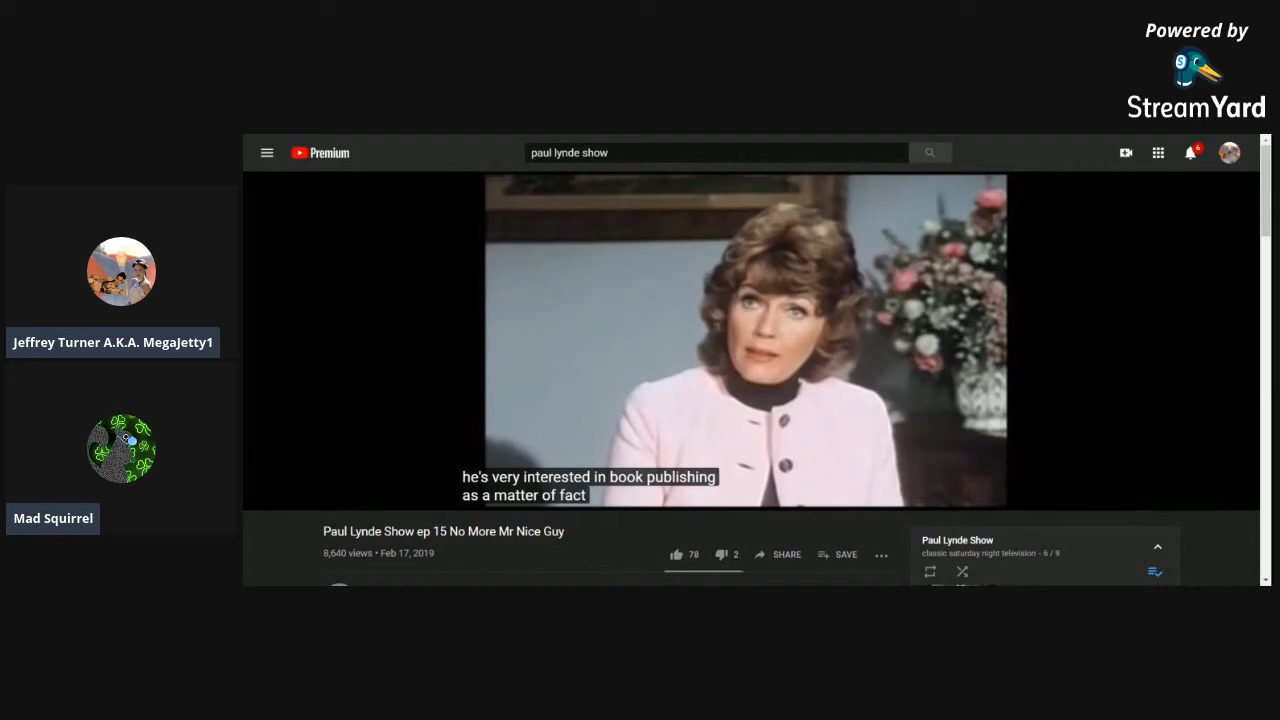 Powered by
StreamYard
Premium
paul lynde show
6
Jeffrey Turner A.K.A. MegaJetty1
Mad Squirrel
he's very interested in book publishing
as a matter of fact
Paul Lynde Show ep 15 No More Mr Nice Guy
8,640 views • Feb 17, 2019
78
2
SHARE
SAVE
Paul Lynde Show
classic saturday night television - 6 / 9